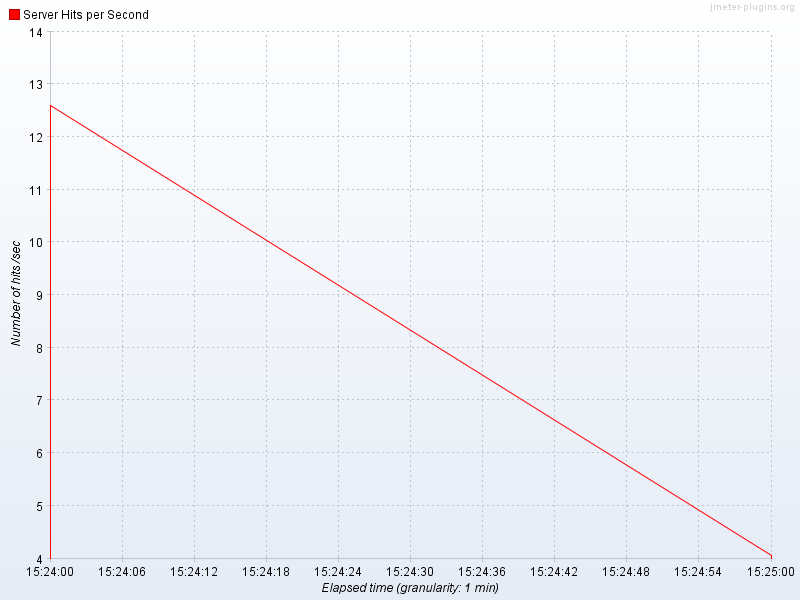 jmeter-plugins.org
Server Hits per Second
14
13
12
11
10
9
8
7
6
5
4
Number of hits /sec
15:24:00 15:24:06 15:24:12 15:24:18 15:24:24 15:24:30 15:24:36 15:24:42 15:24:48 15:24:54 15:25:00
Elapsed time (granularity: 1 min)